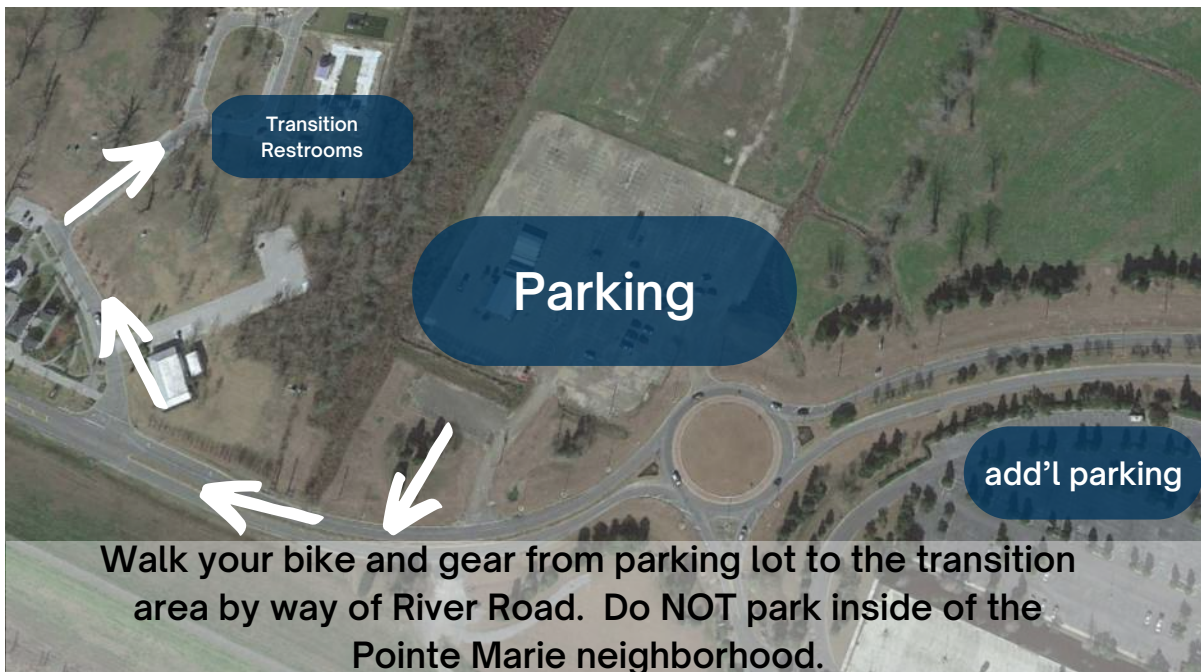 Transition
Restrooms
Parking
add'l parking
Walk your bike and gear from parking lot to the transition
area by way of River Road.  Do NOT park inside of the
Pointe Marie neighborhood.